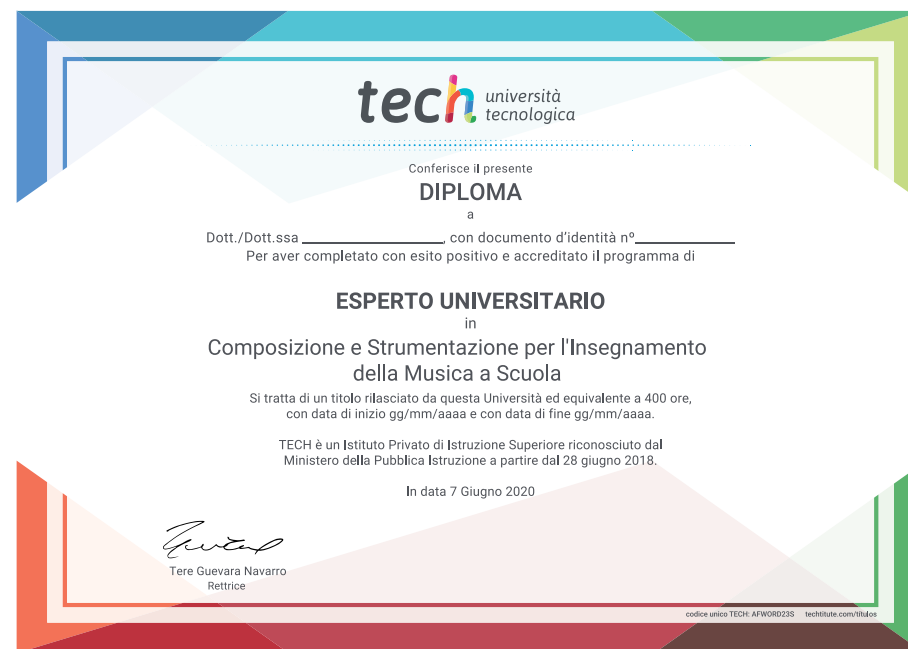 tech università
tecnologica
Conferisce il presente
DIPLOMA
a
Dott./Dott.ssa ____________________, con documento d'identità nº______________
Per aver completato con esito positivo e accreditato il programma di
ESPERTO UNIVERSITARIO
in
Composizione e Strumentazione per l'Insegnamento
della Musica a Scuola
Si tratta di un titolo rilasciato da questa Università ed equivalente a 400 ore,
con data di inizio gg/mm/aaaa e con data di fine gg/mm/aaaa.
TECH è un Istituto Privato di Istruzione Superiore riconosciuto dal
Ministero della Pubblica Istruzione a partire dal 28 giugno 2018.
In data 7 Giugno 2020
Tere Guevara Navarro
Rettrice
codice unico TECH: AFWORD23S techtitute.com/titulos